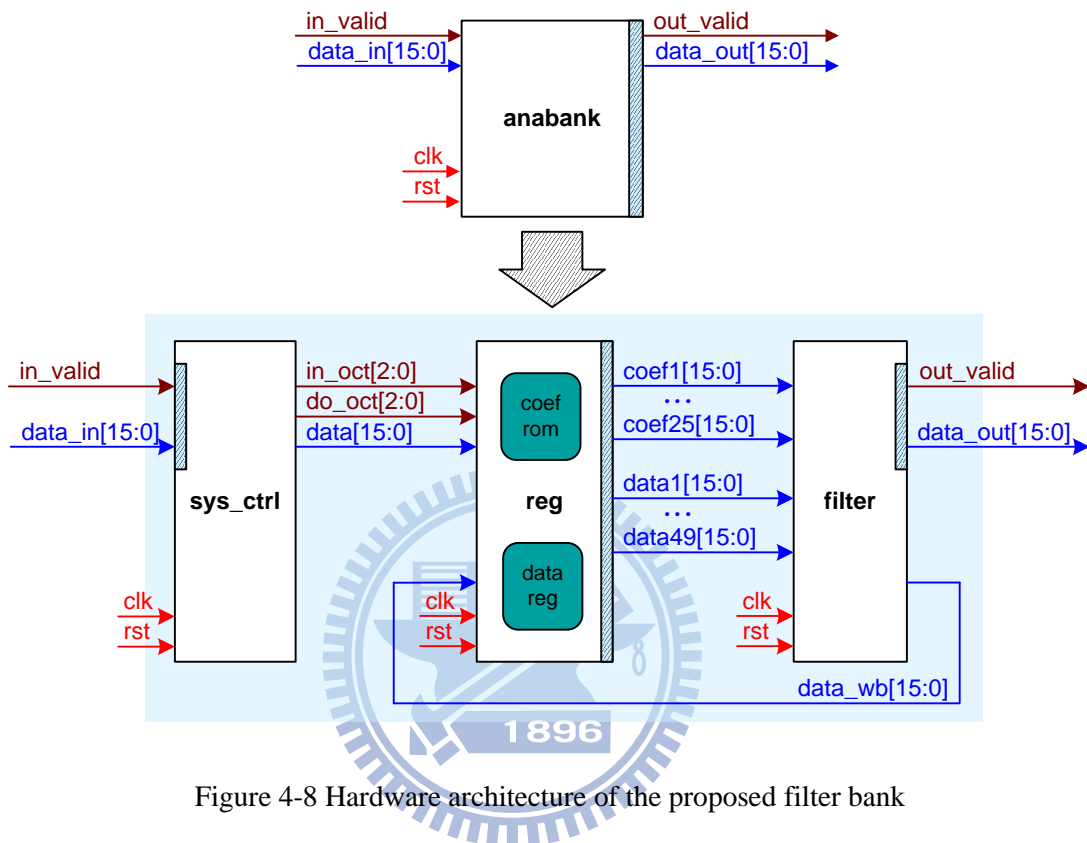 in_valid
data_in[15:0]
out_valid
data_out[15:0]
anabank
clk
rst
in_valid
data_in[15:0]
sys_ctrl
clk
rst
in_oct[2:0]
do_oct[2:0]
data[15:0]
coef
rom
reg
data
reg
clk
rst
coef1[15:0]
...
coef25[15:0]
data1[15:0]
...
data49[15:0]
filter
clk
rst
out_valid
data_out[15:0]
data_wb[15:0]
1896
Figure 4-8 Hardware architecture of the proposed filter bank